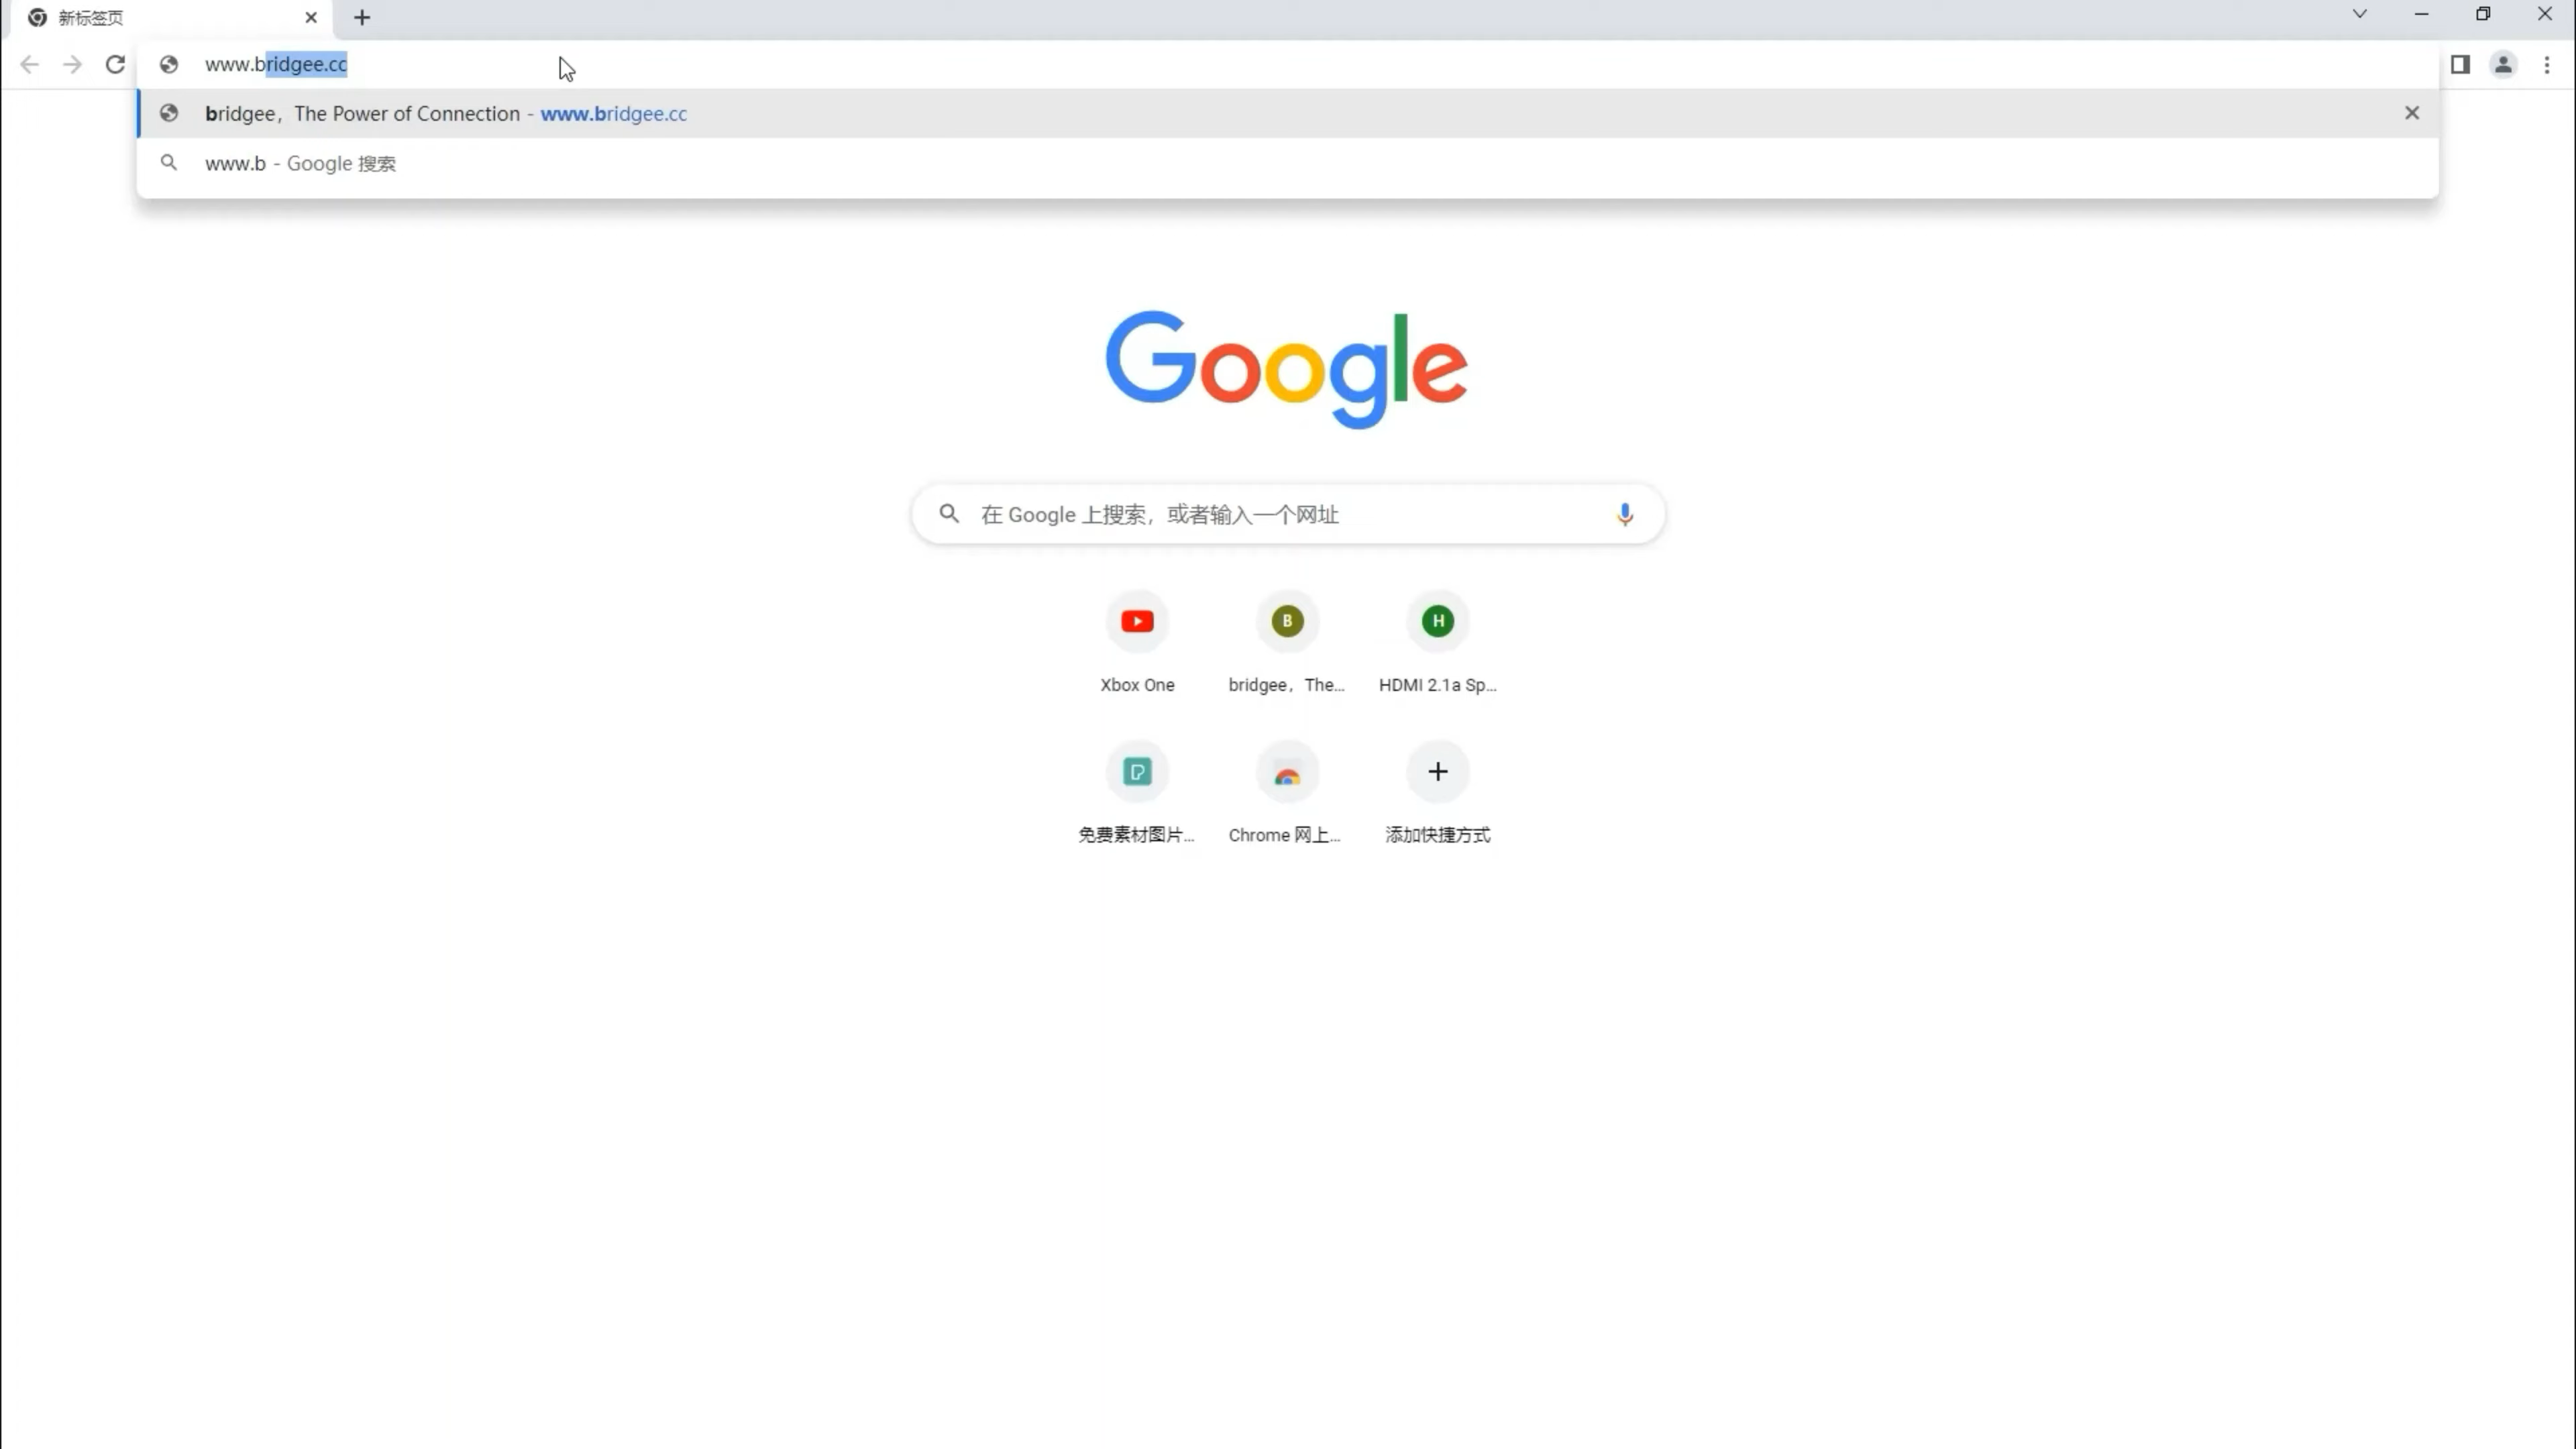 新标签页
www.bridgee.cc
bridgee，The Power of Connection - www.bridgee.cc
www.b - Google 搜索
Google
在 Google 上搜索，或者输入一个网址
B
H
Xbox One
bridgee，The...
HDMI 2.1a Sp...
免费素材图片...
Chrome 网上...
添加快捷方式